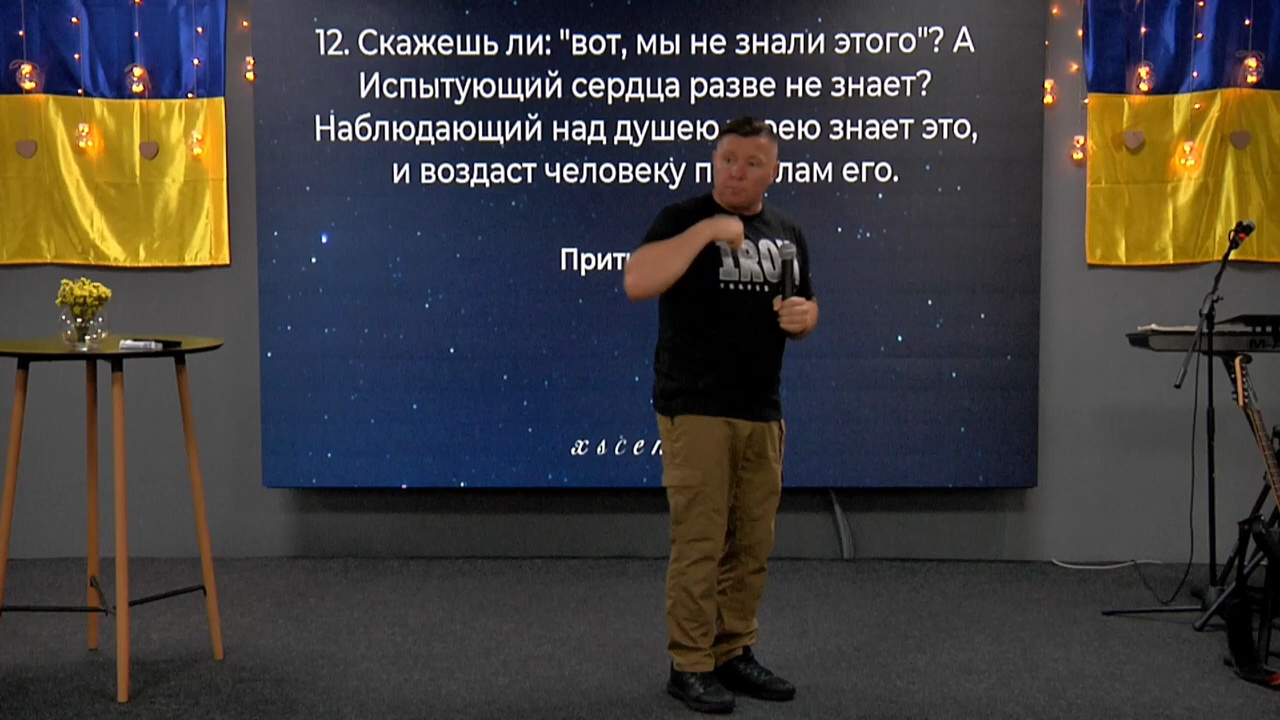 12. Скажешь ли: "вот, мы не знали этого"? А
Испытующий сердца разве не знает?
Наблюдающий над душею знает это,
и воздаст человеку его.
IRON